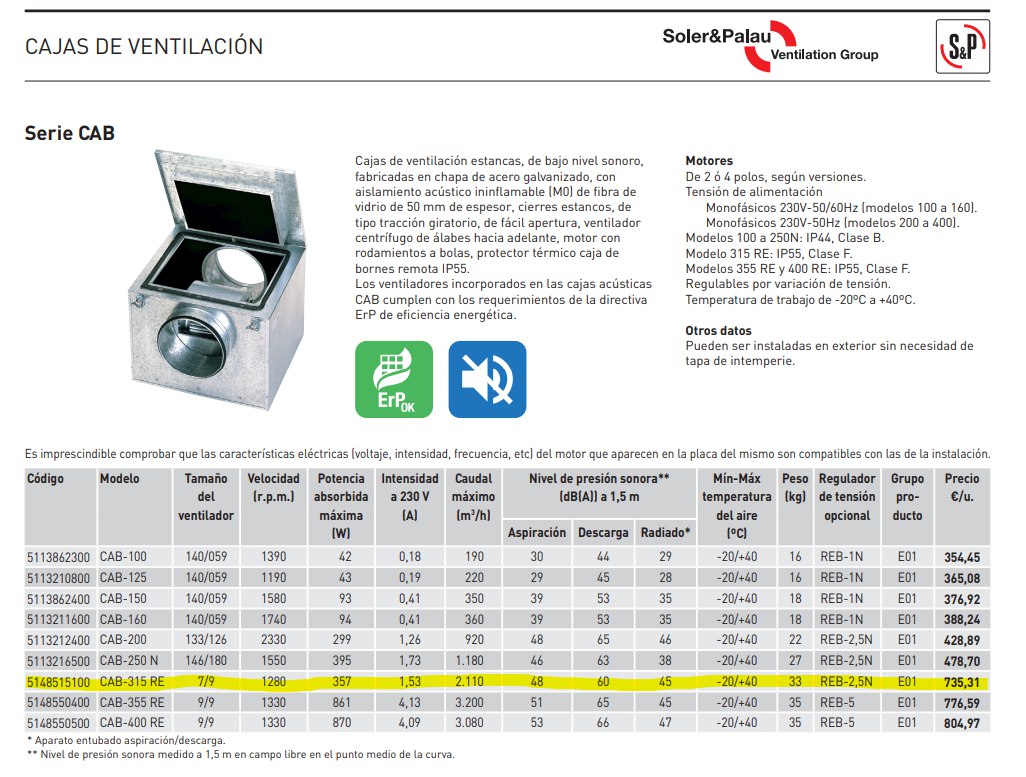 CAJAS DE VENTILACIÓN
Soler&Palau
Ventilation Group
S&P
Serie CAB
Cajas de ventilación estancas, de bajo nivel sonoro,
fabricadas en chapa de acero galvanizado, con
aislamiento acústico ininflamable (M0) de fibra de
vidrio de 50 mm de espesor, cierres estancos, de
tipo tracción giratorio, de fácil apertura, ventilador
centrífugo de álabes hacia adelante, motor con
rodamientos a bolas, protector térmico caja de
bornes remota IP55.
Los ventiladores incorporados en las cajas acústicas
CAB cumplen con los requerimientos de la directiva
ErP de eficiencia energética.
ErP OK
Motores
De 2 ó 4 polos, según versiones.
Tensión de alimentación
Monofásicos 230V-50/60Hz (modelos 100 a 160).
Monofásicos 230V-50Hz (modelos 200 a 400).
Modelos 100 a 250N: IP44, Clase B.
Modelo 315 RE: IP55, Clase F.
Modelos 355 RE y 400 RE: IP55, Clase F.
Regulables por variación de tensión.
Temperatura de trabajo de -20ºC a +40ºC.
Otros datos
Pueden ser instaladas en exterior sin necesidad de
tapa de intemperie.
Es imprescindible comprobar que las características eléctricas (voltaje, intensidad, frecuencia, etc) del motor que aparecen en la placa del mismo son compatibles con las de la instalación.
Código Modelo Tamaño del ventilador Velocidad (r.p.m.) Potencia absorbida máxima (W) Intensidad a 230 V (A) Caudal máximo (m³/h) Nivel de presión sonora** (dB(A)) a 1,5 m Mín-Máx temperatura del aire (ºC) Peso (kg) Regulador de tensión opcional Grupo pro- ducto Precio €/u.
Aspiración Descarga Radiado*
5113862300 CAB-100 140/059 1390 42 0,18 190 30 44 29 -20/+40 16 REB-1N E01 354,45
5113210800 CAB-125 140/059 1190 43 0,19 220 29 45 28 -20/+40 16 REB-1N E01 365,08
5113862400 CAB-150 140/059 1580 93 0,41 350 39 53 35 -20/+40 18 REB-1N E01 376,92
5113211600 CAB-160 140/059 1740 94 0,41 360 39 53 35 -20/+40 18 REB-1N E01 388,24
5113212400 CAB-200 133/126 2330 299 1,26 920 48 65 46 -20/+40 22 REB-2,5N E01 428,89
5113216500 CAB-250 N 146/180 1550 395 1,73 1.180 46 63 38 -20/+40 27 REB-2,5N E01 478,70
5148515100 CAB-315 RE 7/9 1280 357 1,53 2.110 48 60 45 -20/+40 33 REB-2,5N E01 735,31
5148550400 CAB-355 RE 9/9 1330 861 4,13 3.200 51 65 45 -20/+40 35 REB-5 E01 776,59
5148550500 CAB-400 RE 9/9 1330 870 4,09 3.080 53 66 47 -20/+40 35 REB-5 E01 804,97
* Aparato entubado aspiración/descarga.
** Nivel de presión sonora medido a 1,5 m en campo libre en el punto medio de la curva.